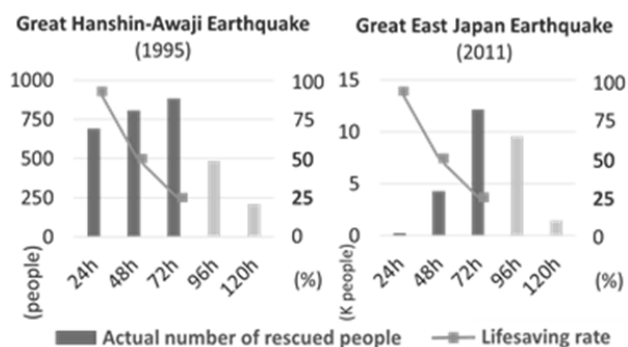 Great Hanshin-Awaji Earthquake
(1995)
1000
750
500
250
0
100
75
50
25
0
(people)
24h
48h
72h
96h
120h
(%)
Great East Japan Earthquake
(2011)
15
10
5
0
100
75
50
25
0
(K people)
24h
48h
72h
96h
120h
(%)
Actual number of rescued people
Lifesaving rate